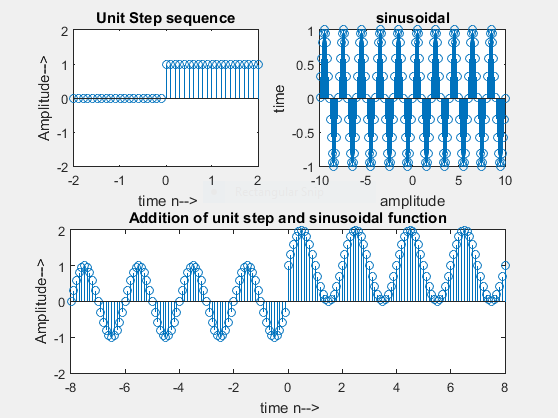 Unit Step sequence
2
1
0
-1
-2
-2 -1 0 1 2
Amplitude-->
time n-->
sinusoidal
1
0.5
0
-0.5
-1
-10 -5 0 5 10
time
amplitude
Addition of unit step and sinusoidal function
2
1
0
-1
-2
-8 -6 -4 -2 0 2 4 6 8
Amplitude-->
time n-->